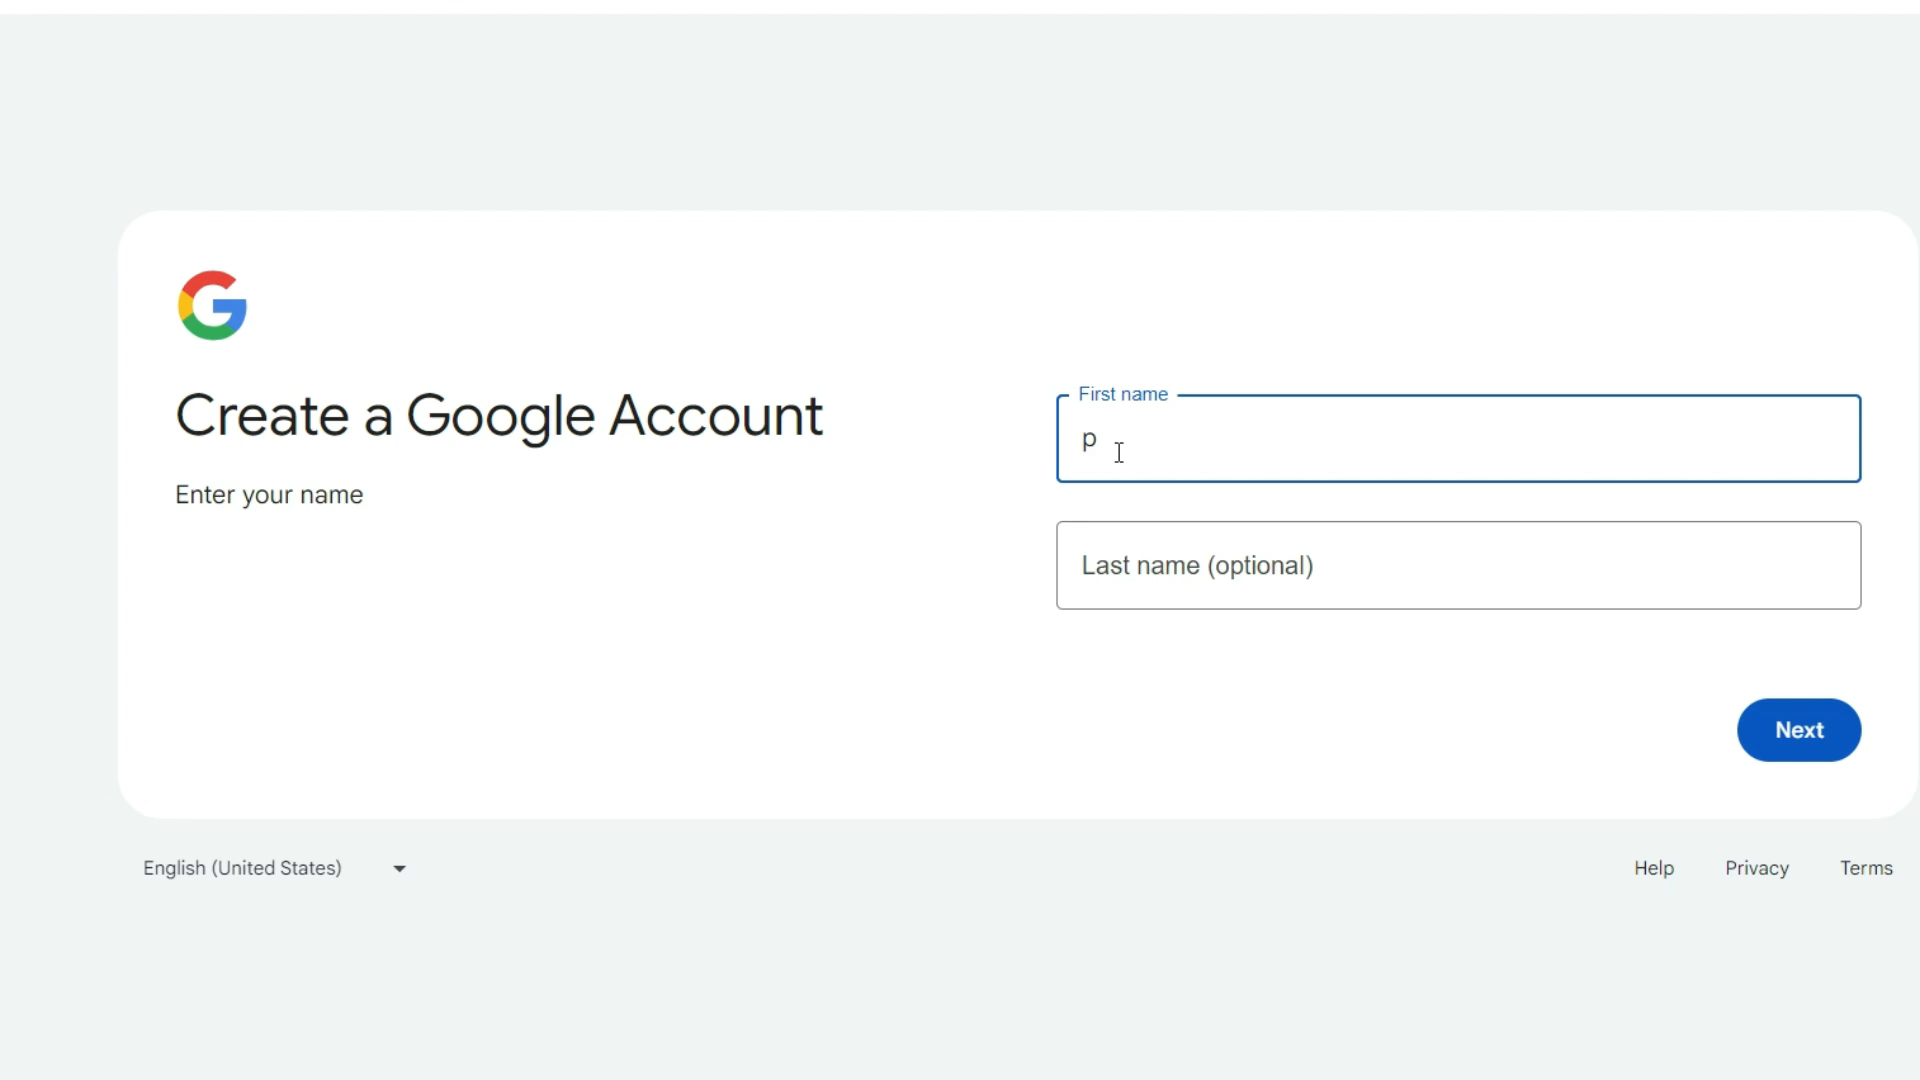 Create a Google Account
Enter your name
First name
p
Last name (optional)
Next
English (United States)
Help
Privacy
Terms